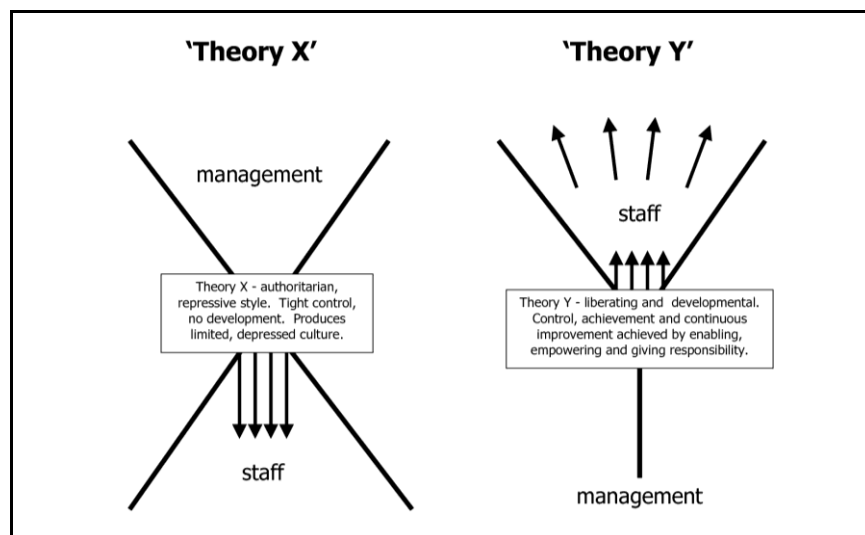 ‘Theory X’
management
Theory X - authoritarian,
repressive style. Tight control,
no development. Produces
limited, depressed culture.
staff
‘Theory Y’
staff
Theory Y - liberating and developmental.
Control, achievement and continuous
improvement achieved by enabling,
empowering and giving responsibility.
management